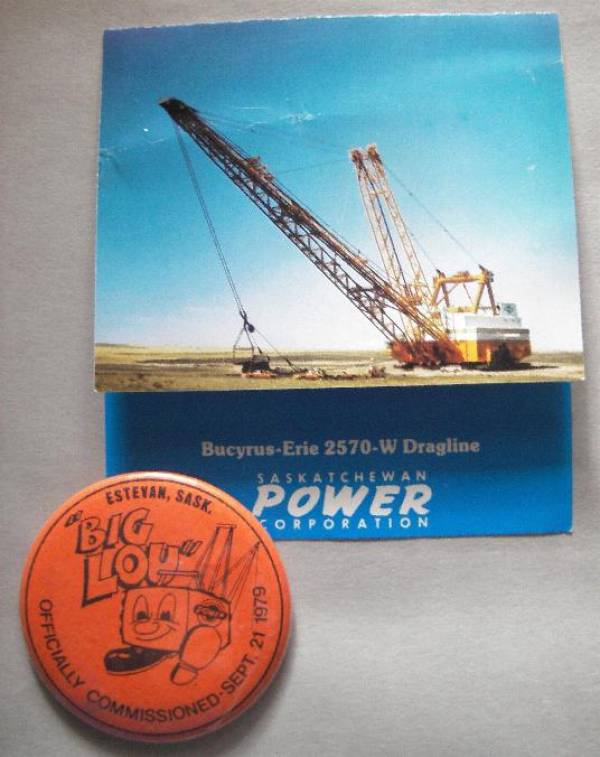 Bucyrus-Erie 2570-W Dragline
SASKATCHEWAN
POWER
CORPORATION
ESTEVAN, SASK.
"BIG
LOU"
OFFICIALLY COMMISSIONED-SEPT. 21 1979